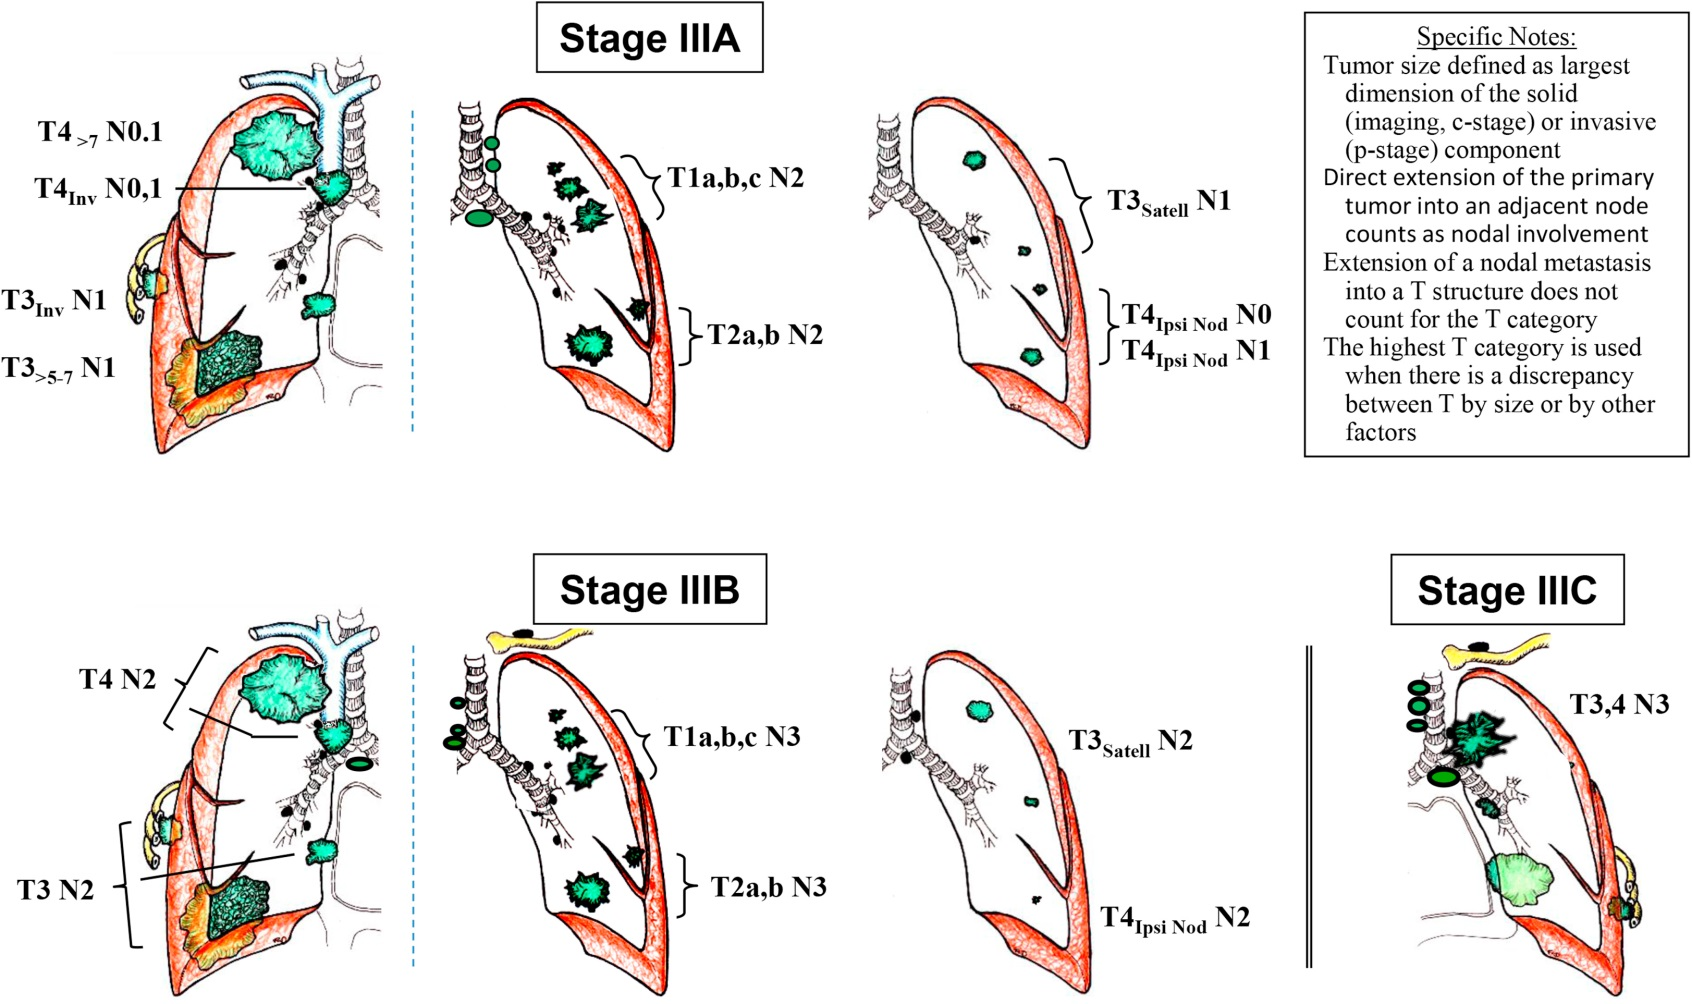 Stage IIIA
T4 >7 N0.1
T4Inv N0,1
T3Inv N1
T3>5-7 N1
T1a,b,c N2
T2a,b N2
T3Satell N1
T4Ipsi Nod N0
T4Ipsi Nod N1
Specific Notes:
Tumor size defined as largest
dimension of the solid
(imaging, c-stage) or invasive
(p-stage) component
Direct extension of the primary
tumor into an adjacent node
counts as nodal involvement
Extension of a nodal metastasis
into a T structure does not
count for the T category
The highest T category is used
when there is a discrepancy
between T by size or by other
factors
Stage IIIB
T4 N2
T3 N2
T1a,b,c N3
T2a,b N3
T3Satell N2
T4Ipsi Nod N2
Stage IIIC
T3,4 N3